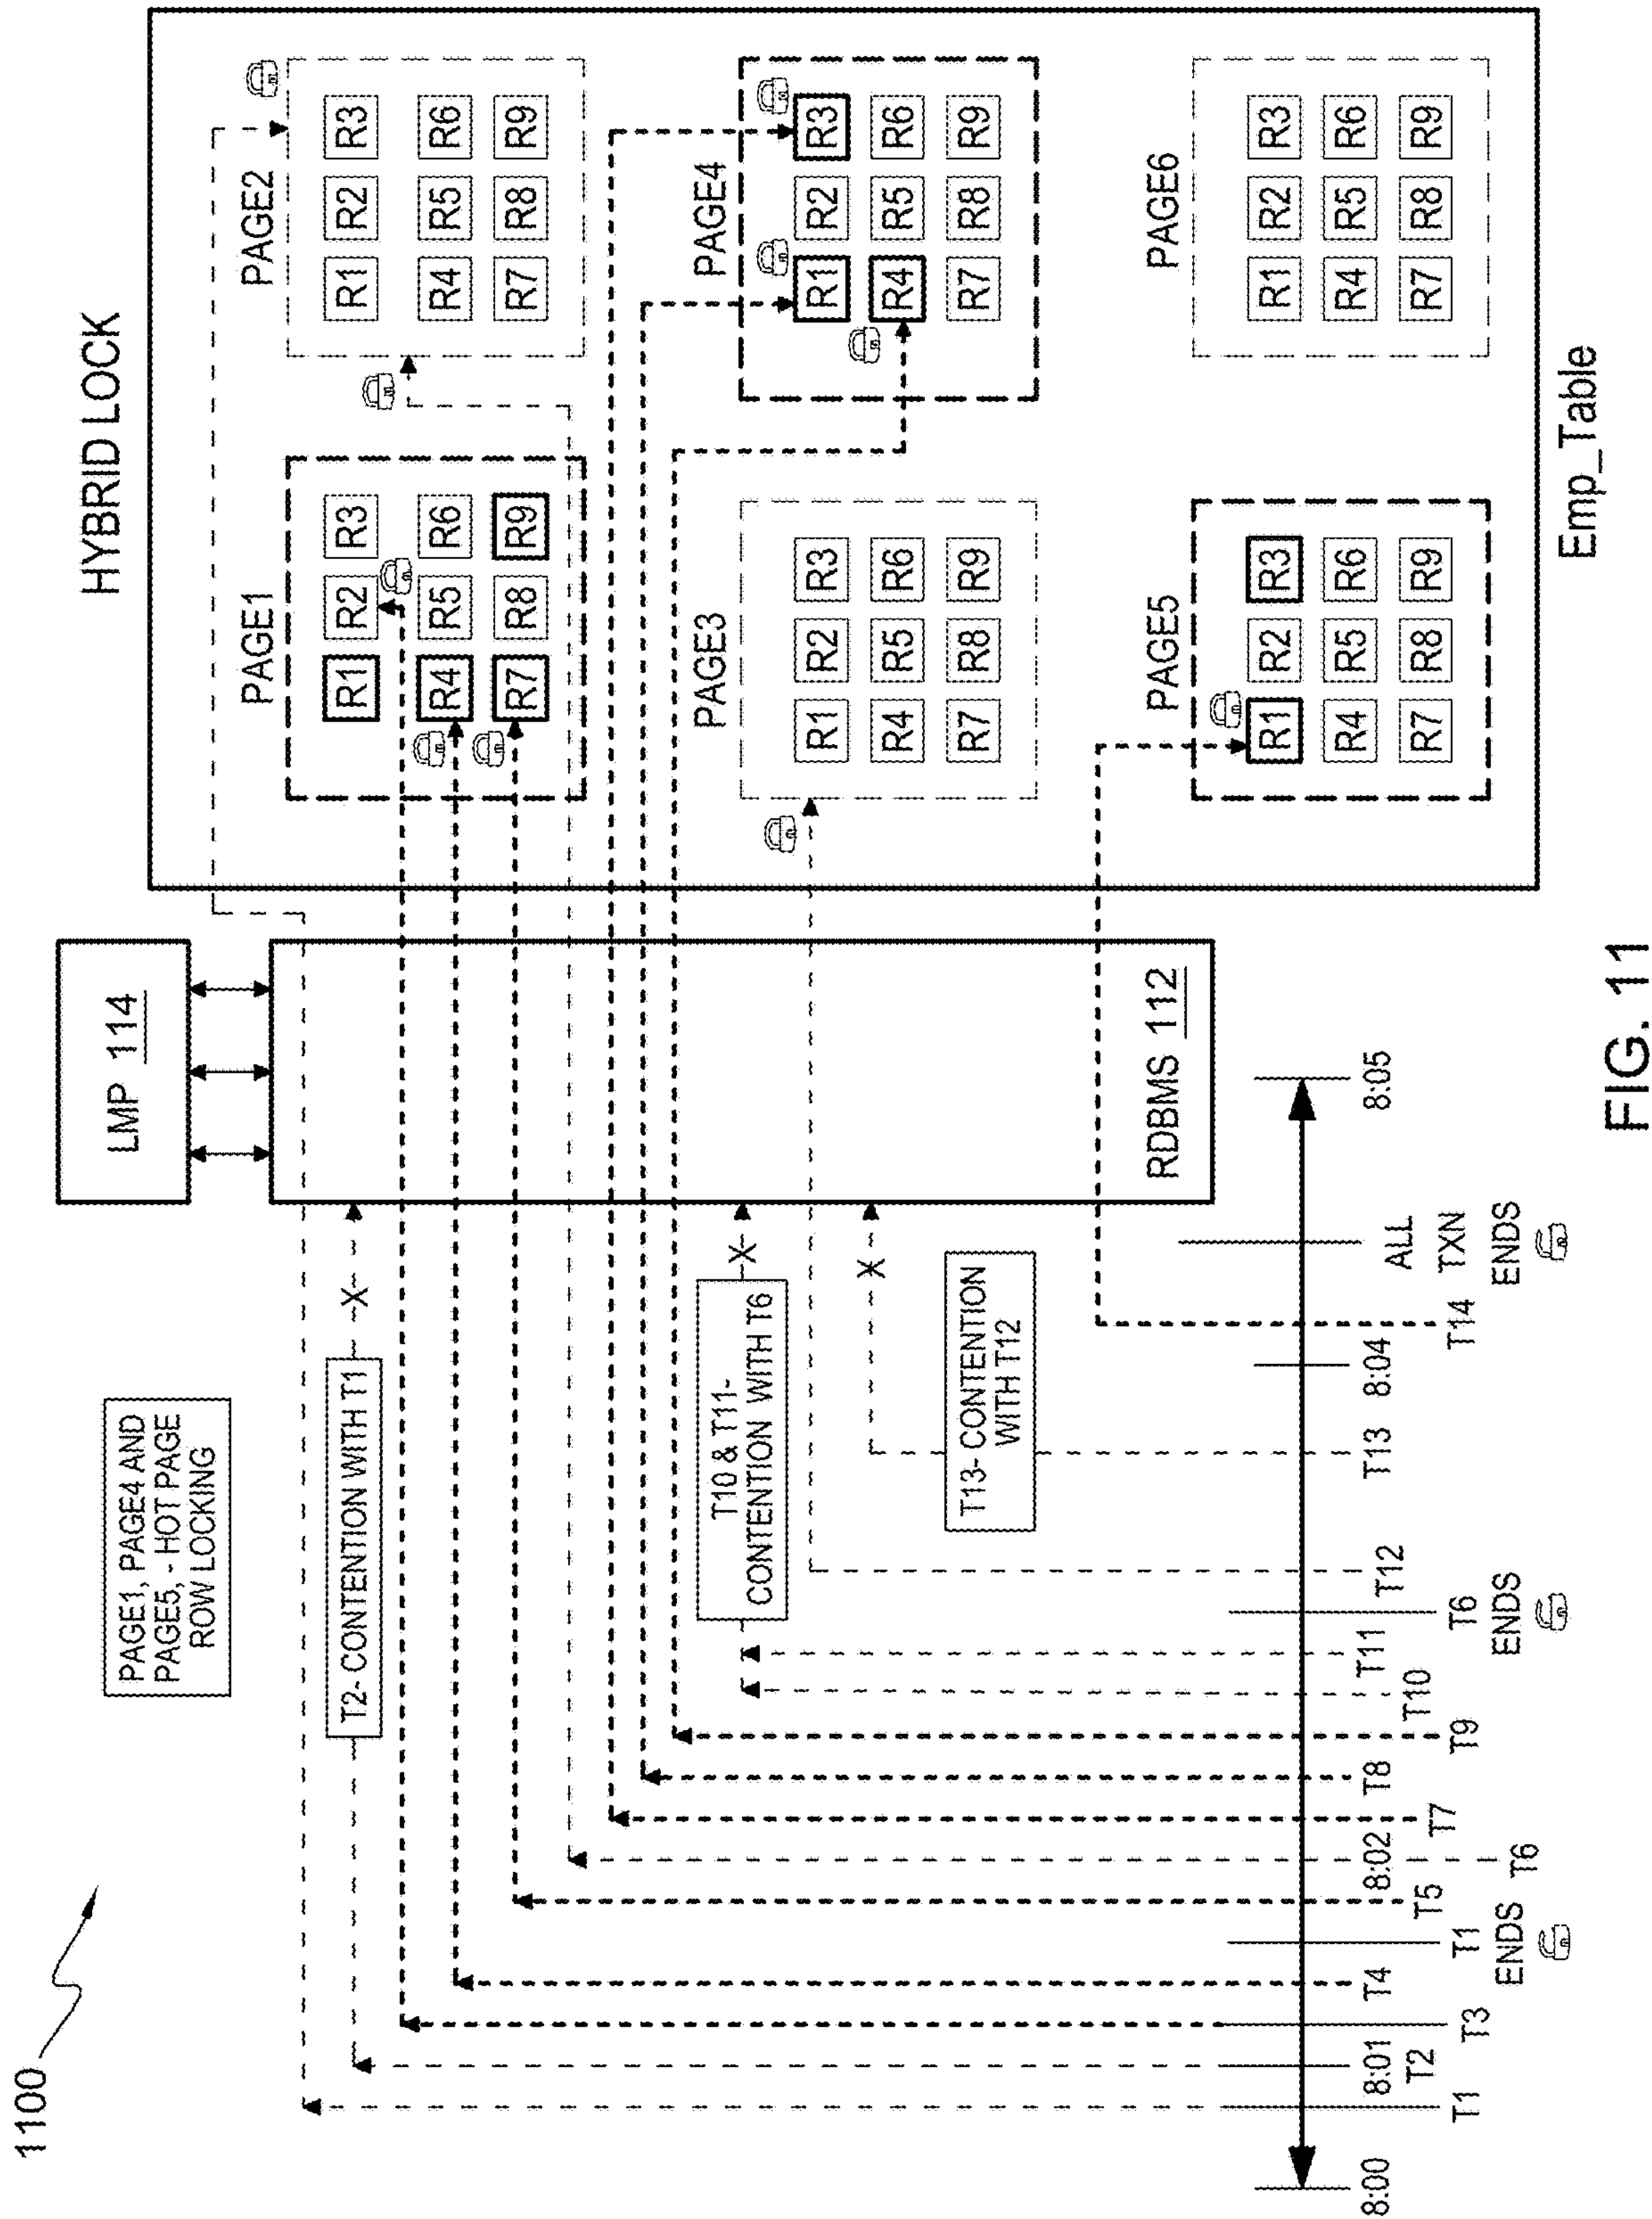 1100
HYBRID LOCK
PAGE1, PAGE4 AND
PAGE5, - HOT PAGE
ROW LOCKING
LMP 114
T2- CONTENTION WITH T1
T10 & T11-
CONTENTION WITH T6
T13- CONTENTION
WITH T12
RDBMS 112
PAGE1
R1 R2 R3
R4 R5 R6
R7 R8 R9
PAGE2
R1 R2 R3
R4 R5 R6
R7 R8 R9
PAGE3
R1 R2 R3
R4 R5 R6
R7 R8 R9
PAGE4
R1 R2 R3
R4 R5 R6
R7 R8 R9
PAGE5
R1 R2 R3
R4 R5 R6
R7 R8 R9
PAGE6
R1 R2 R3
R4 R5 R6
R7 R8 R9
Emp_Table
8:00
T1
8:01
T2
T3
T4
T1
ENDS
T5
8:02
T6
T7
T8
T9
T10
T11
T6
ENDS
T12
T13
8:04
T14
ALL
TXN
ENDS
8:05
FIG. 11